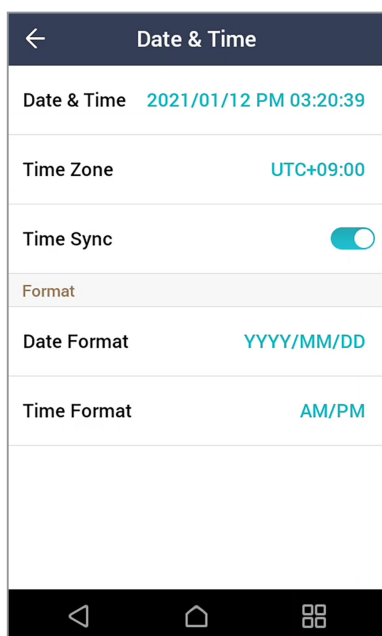 Date & Time
Date & Time 2021/01/12 PM 03:20:39
Time Zone UTC+09:00
Time Sync
Format
Date Format YYYY/MM/DD
Time Format AM/PM